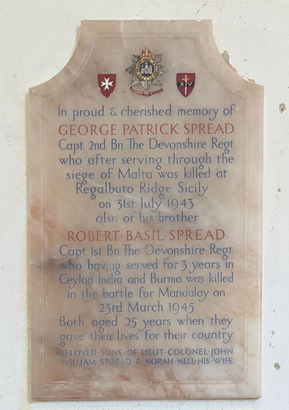 In proud & cherished memory of
GEORGE PATRICK SPREAD
Capt. 2nd Bn The Devonshire Regt
who after serving through the
siege of Malta was killed at
Regalbuto Ridge Sicily
on 31st July 1943
also of his brother
ROBERT BASIL SPREAD
Capt 1st Bn The Devonshire Regt
who having served for 3 years in
Ceylon India and Burma was killed
in the battle for Mandalay on
23rd March 1945
Both aged 25 years when they
gave their lives for their country
BELOVED SONS OF LIEUT-COLONEL JOHN
WILLIAM SPREAD & NORAH NELL HIS WIFE